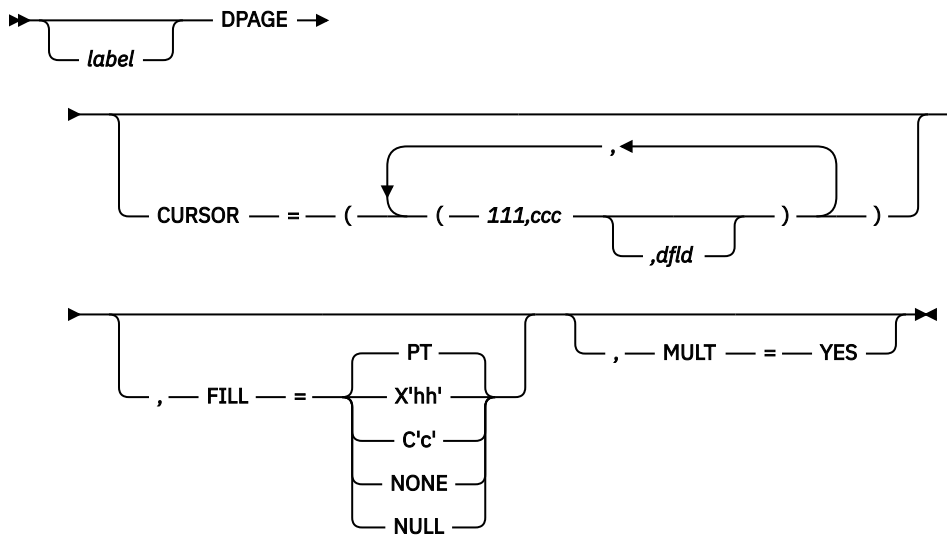 DPAGE
label
,
CURSOR = ( ( 111,ccc ) )
,dfld
PT
, MULT = YES
, FILL = X'hh'
C'c'
NONE
NULL